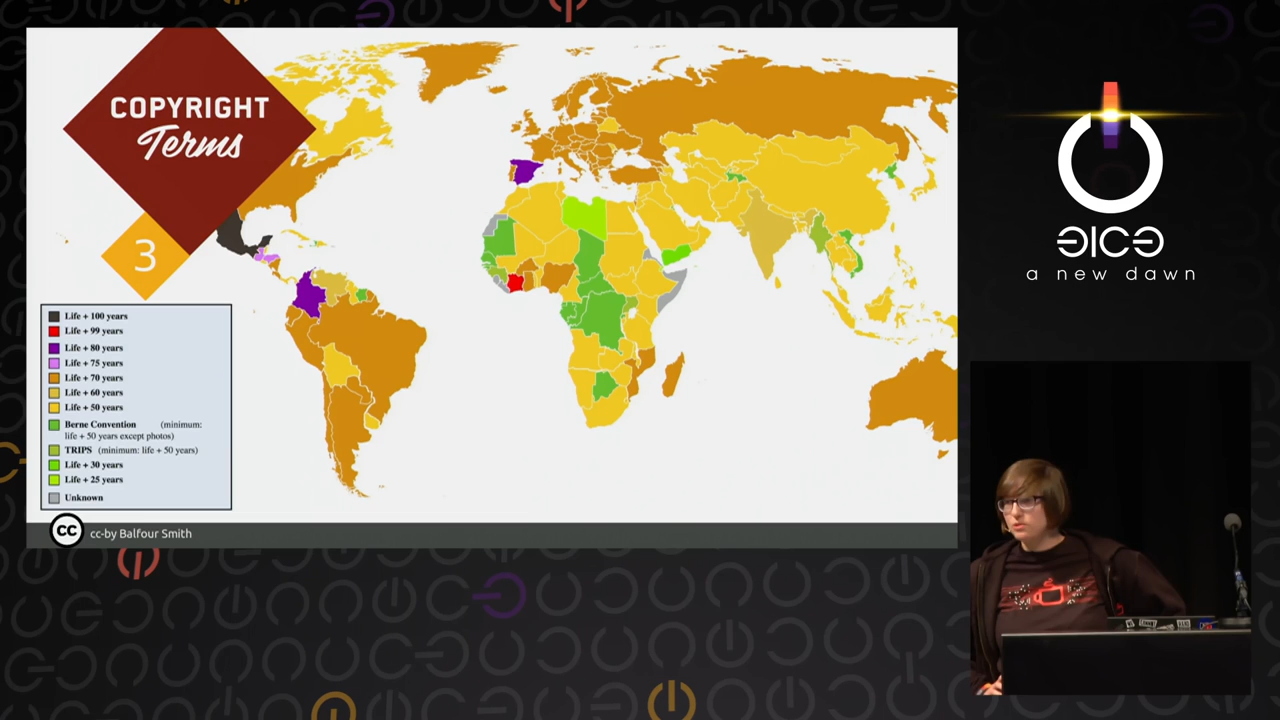 COPYRIGHT
Terms
3
Life + 100 years
Life + 99 years
Life + 80 years
Life + 75 years
Life + 70 years
Life + 60 years
Life + 50 years
Berne Convention (minimum:
life + 50 years except photos)
TRIPS (minimum: life + 50 years)
Life + 30 years
Life + 25 years
Unknown
cc cc-by Balfour Smith
a new dawn